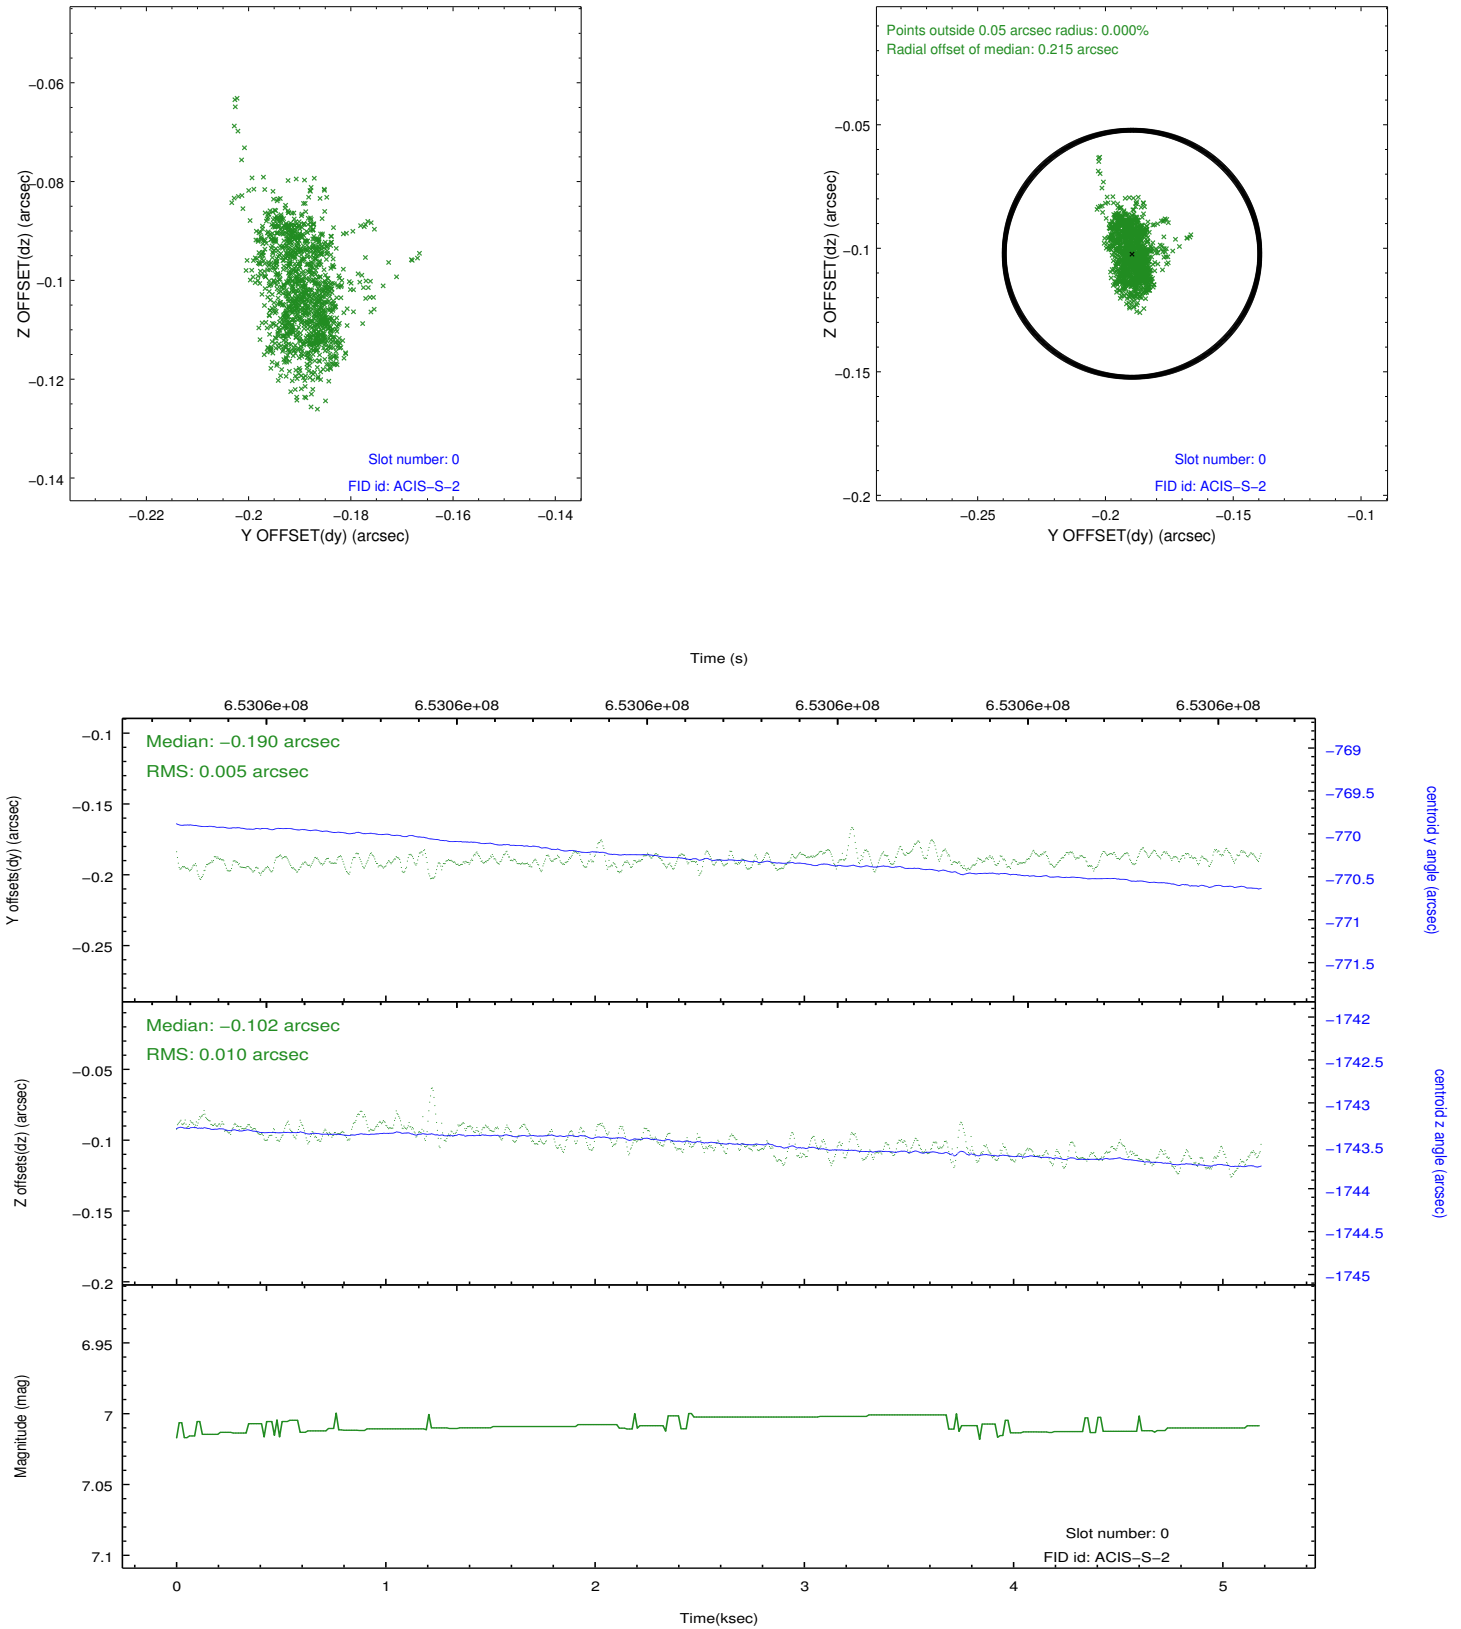 −0.06
−0.08
−0.1
−0.12
−0.14
Z OFFSET(dz) (arcsec)
Slot number: 0
FID id: ACIS−S−2
−0.22
−0.2
−0.18
−0.16
−0.14
Y OFFSET(dy) (arcsec)
Points outside 0.05 arcsec radius: 0.000%
Radial offset of median: 0.215 arcsec
−0.05
−0.1
−0.15
−0.2
Z OFFSET(dz) (arcsec)
Slot number: 0
FID id: ACIS−S−2
−0.25
−0.2
−0.15
−0.1
Y OFFSET(dy) (arcsec)
Time (s)
6.5306e+08
6.5306e+08
6.5306e+08
6.5306e+08
6.5306e+08
6.5306e+08
Median: −0.190 arcsec
RMS: 0.005 arcsec
−0.1
−0.15
−0.2
−0.25
Y offsets(dy) (arcsec)
−769
−769.5
−770
−770.5
−771
−771.5
centroid y angle (arcsec)
Median: −0.102 arcsec
RMS: 0.010 arcsec
−0.05
−0.1
−0.15
−0.2
Z offsets(dz) (arcsec)
−1742
−1742.5
−1743
−1743.5
−1744
−1744.5
−1745
centroid z angle (arcsec)
6.95
7
7.05
7.1
Magnitude (mag)
Slot number: 0
FID id: ACIS−S−2
0
1
2
3
4
5
Time(ksec)